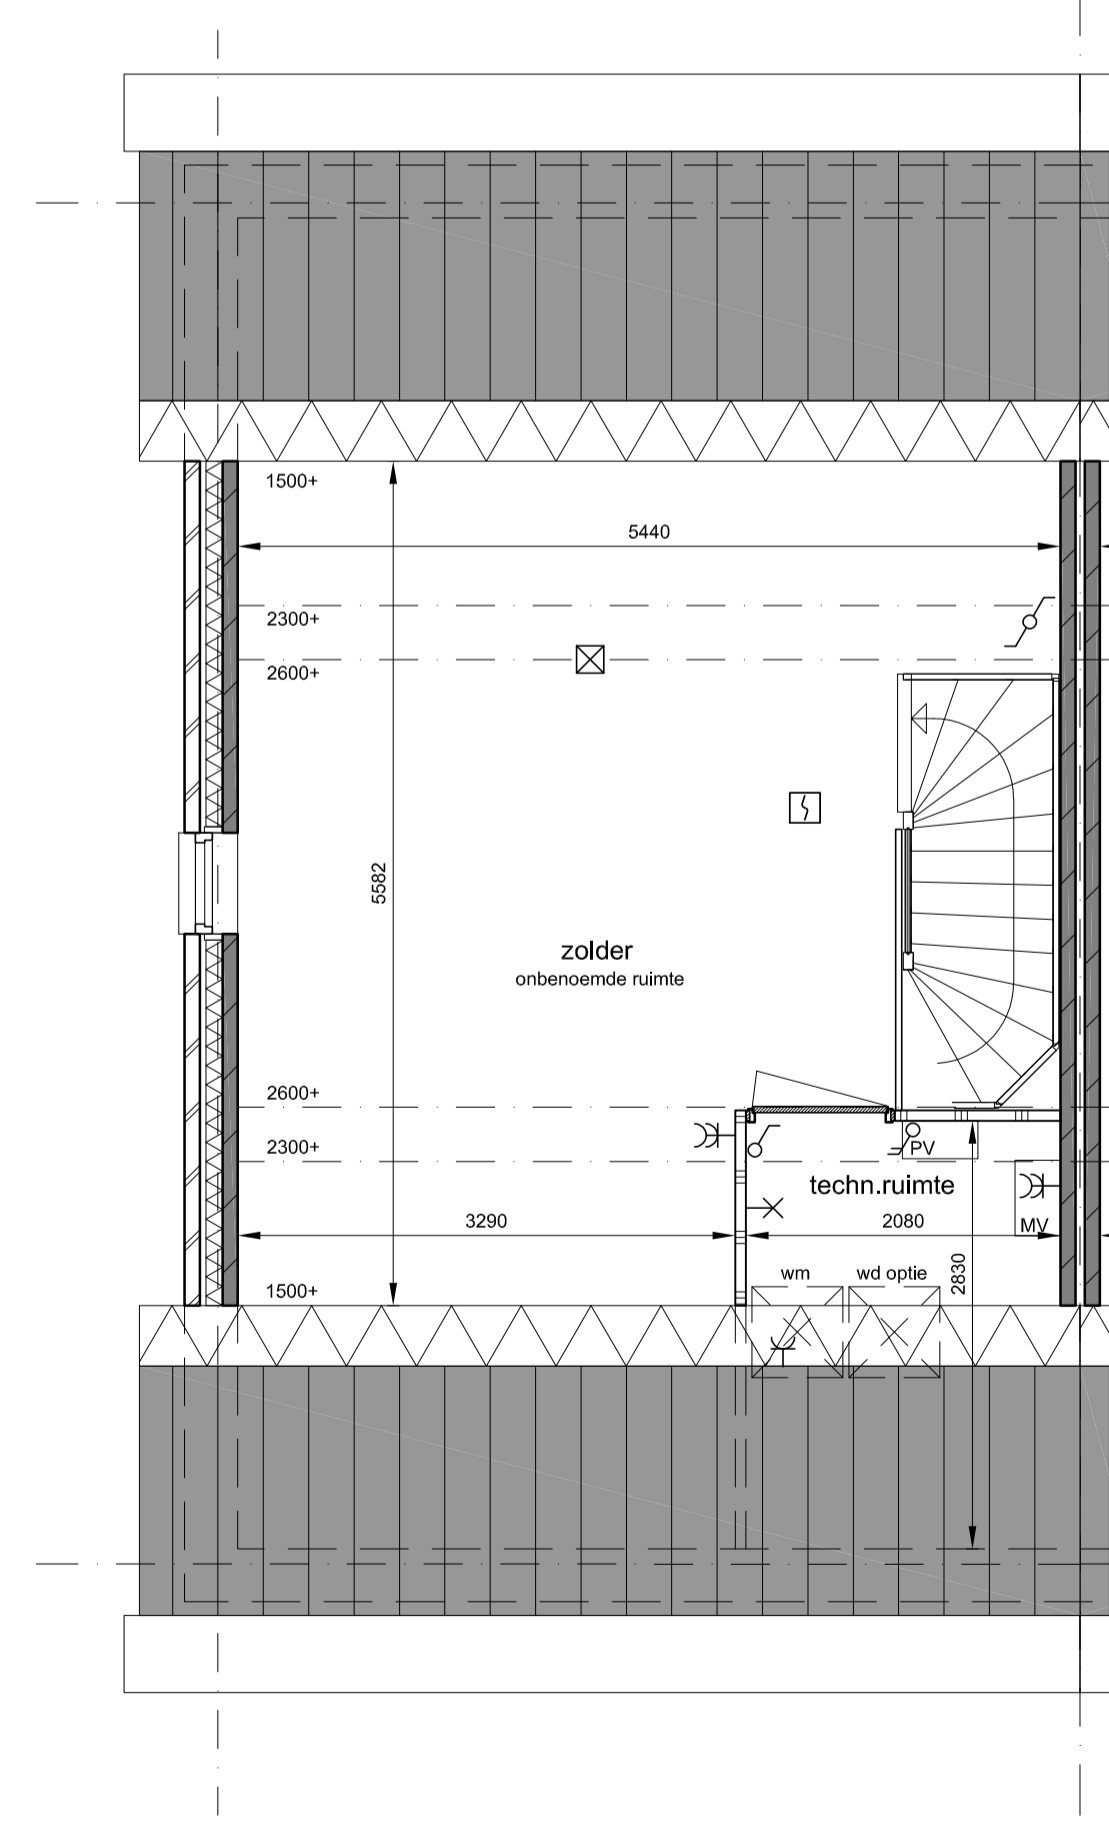 1500+
5440
2300+
2600+
5582
zolder
onbenoemde ruimte
2600+
2300+
PV
techn.ruimte
3290
2080
MV
2830
wm
wd optie
1500+